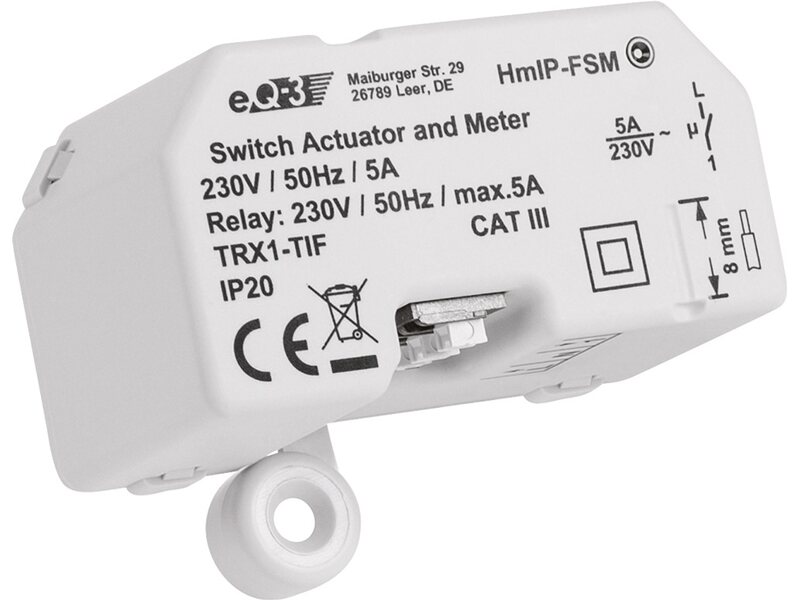 eQ-3
Maiburger Str. 29
26789 Leer, DE
HmIP-FSM
Switch Actuator and Meter
230V / 50Hz / 5A
Relay: 230V / 50Hz / max.5A
TRX1-TIF
CAT III
IP20
CE
5A
230V ~
L
µ
1
8 mm